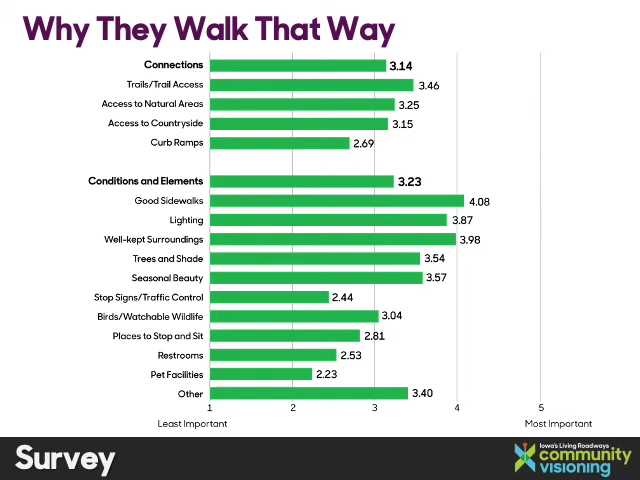 Why They Walk That Way
Connections 3.14
Trails/Trail Access 3.46
Access to Natural Areas 3.25
Access to Countryside 3.15
Curb Ramps 2.69
Conditions and Elements 3.23
Good Sidewalks 4.08
Lighting 3.87
Well-kept Surroundings 3.98
Trees and Shade 3.54
Seasonal Beauty 3.57
Stop Signs/Traffic Control 2.44
Birds/Watchable Wildlife 3.04
Places to Stop and Sit 2.81
Restrooms 2.53
Pet Facilities 2.23
Other 3.40
1 2 3 4 5
Least Important Most Important
Survey
Iowa's Living Roadways
community
visioning